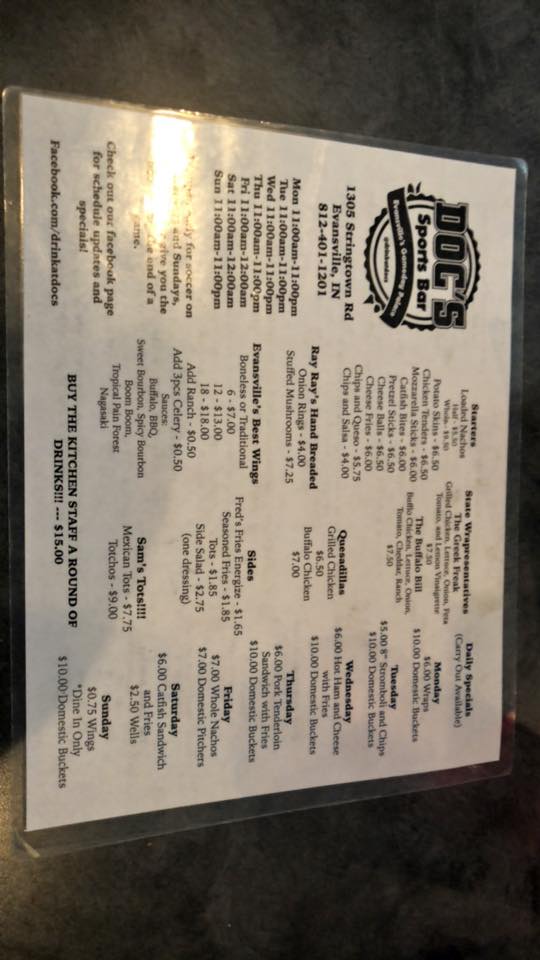 DOC'S
Sports Bar
Evansville's Gameday
@drinkatdocs
1305 Stringtown Rd
Evansville, IN
812-401-1201
Mon 11:00am-11:00pm
Tue 11:00am-11:00pm
Wed 11:00am-11:00pm
Thu 11:00am-11:00pm
Fri 11:00am-12:00am
Sat 11:00am-12:00am
Sun 11:00am-11:00pm
for soccer on
and Sundays,
give you the
end of a
game.
Check out our facebook page
for schedule updates and
specials!
Facebook.com/drinkatdocs
Starters
Loaded Nachos
Half - $5.50
Whole - $9.50
Potato Skins - $6.50
Chicken Tenders - $6.50
Mozzarella Sticks - $6.00
Catfish Bites - $6.00
Pretzel Sticks - $6.50
Cheese Balls - $6.50
Cheese Fries - $6.00
Chips and Queso - $5.75
Chips and Salsa - $4.00
Ray Ray's Hand Breaded
Onion Rings - $4.00
Stuffed Mushrooms - $7.25
Evansville's Best Wings
Boneless or Traditional
6 - $7.00
12 - $13.00
18 - $18.00
Add Ranch - $0.50
Add 3pcs Celery - $0.50
Sauces:
Buffalo, BBQ,
Sweet Bourbon, Spicy Bourbon
Boom Boom,
Tropical Pain Forest
Nagasaki
State Wrapresentatives
The Greek Freak
Grilled Chicken, Lettuce, Onion, Feta
Tomato, and Lemon Vinaigrette
$7.50
The Buffalo Bill
Bufflo Chicken, Lettuce, Onion,
Tomato, Cheddar, Ranch
$7.50
Quesadillas
Grilled Chicken
$6.50
Buffalo Chicken
$7.00
Sides
Fred's Fries Energize - $1.65
Seasoned Fries - $1.85
Tots - $1.85
Side Salad - $2.75
(one dressing)
Sam's Tots!!!!
Mexican Tots - $7.75
Totchos - $9.00
BUY THE KITCHEN STAFF A ROUND OF
DRINKS!!! --- $15.00
Daily Specials
(Carry Out Available)
Monday
$6.00 Wraps
$10.00 Domestic Buckets
Tuesday
$5.00 8" Stromboli and Chips
$10.00 Domestic Buckets
Wednesday
$6.00 Hot Ham and Cheese
with Fries
$10.00 Domestic Buckets
Thursday
$6.00 Pork Tenderloin
Sandwich with Fries
$10.00 Domestic Buckets
Friday
$7.00 Whole Nachos
$7.00 Domestic Pitchers
Saturday
$6.00 Catfish Sandwich
and Fries
$2.50 Wells
Sunday
$0.75 Wings
*Dine In Only
$10.00 Domestic Buckets